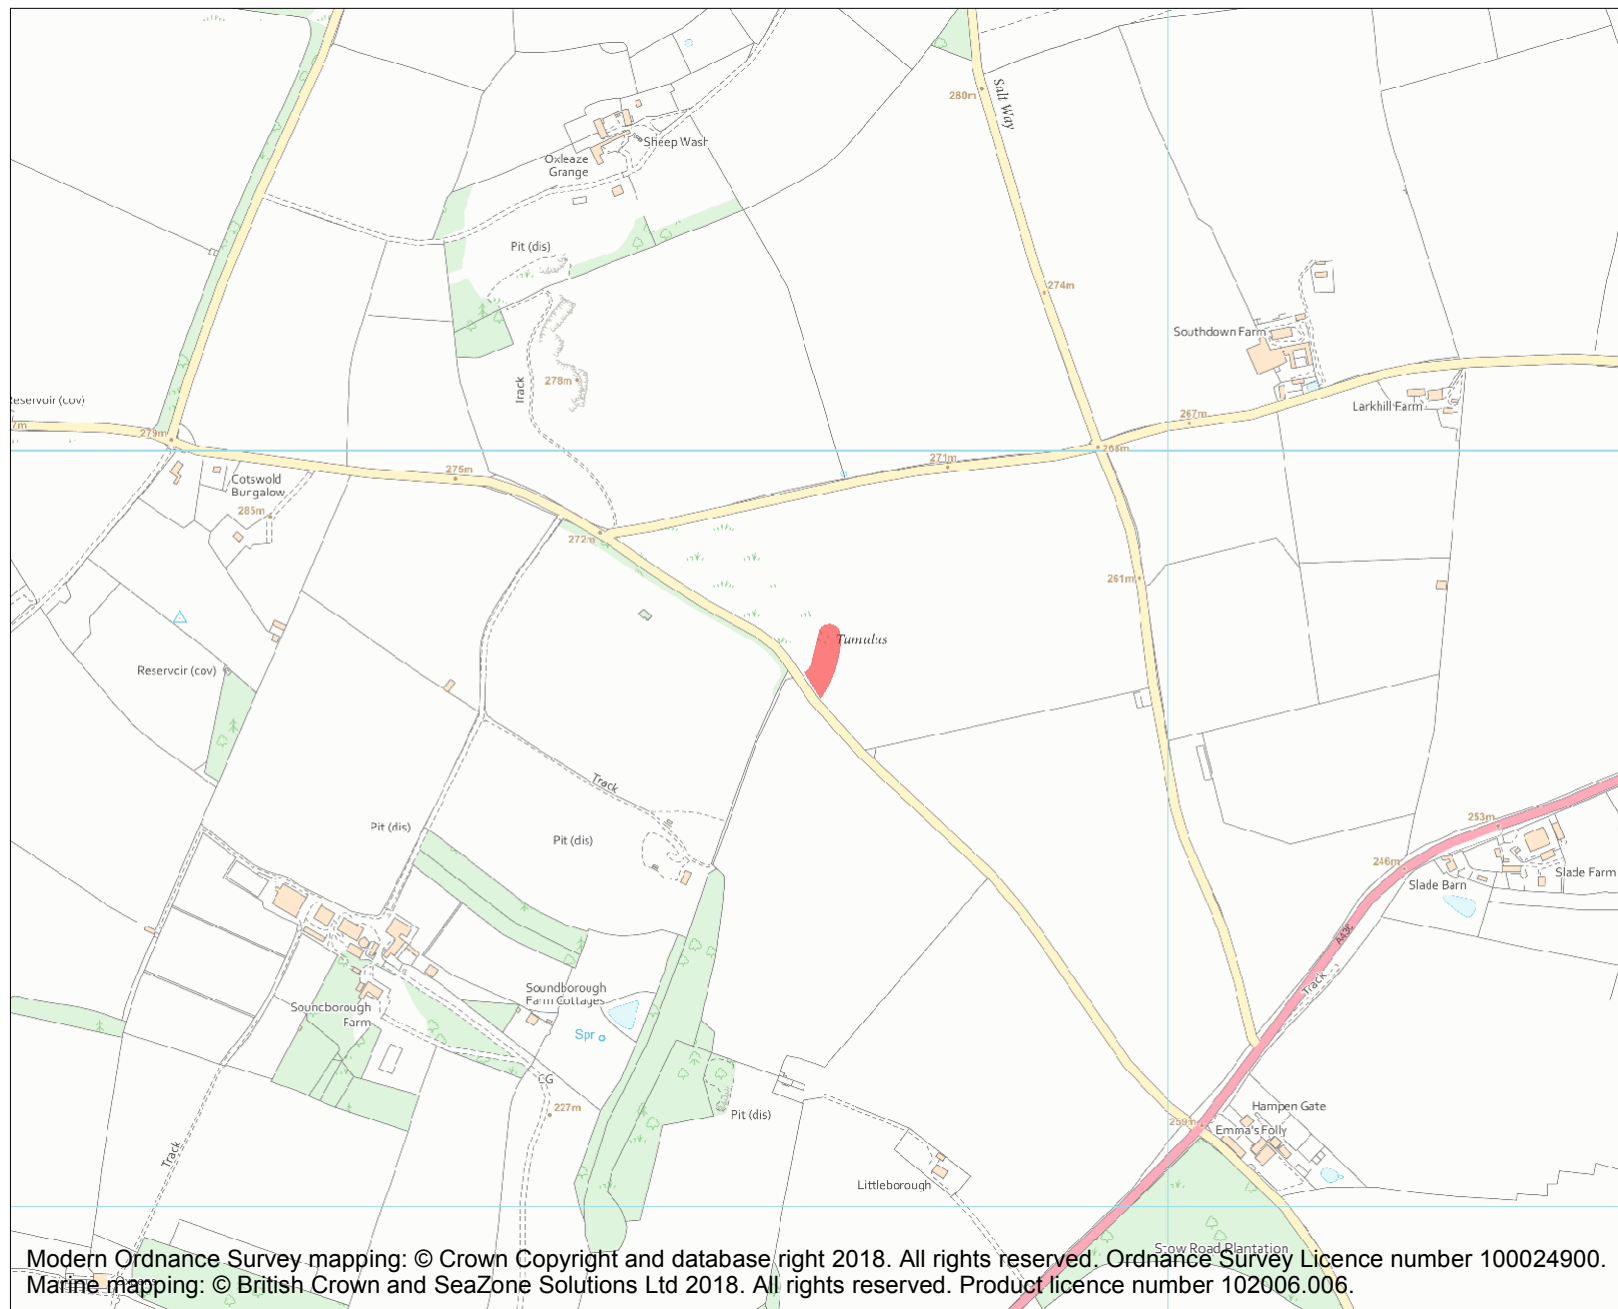 Salt Way
280m
Sheep Wash
Oxleaze
Grange
Pit (dis)
274m
Southdown Farm
278m
Track
Reservoir (cov)
7m
279m
267m
Larkhill Farm
268m
271m
275m
Cotswold
Bungalow
285m
272m
261m
Tumulus
Reservoir (cov)
Track
Pit (dis)
Pit (dis)
253m
246m
Slade Farm
Slade Barn
Track
Soundborough
Farm Cottages
Soundborough
Farm
Spr
CG
227m
Pit (dis)
Track
Hampen Gate
259m
Emma's Folly
Littleborough
Stow Road Plantation
Modern Ordnance Survey mapping: © Crown Copyright and database right 2018. All rights reserved. Ordnance Survey Licence number 100024900.
Marine mapping: © British Crown and SeaZone Solutions Ltd 2018. All rights reserved. Product licence number 102006.006.